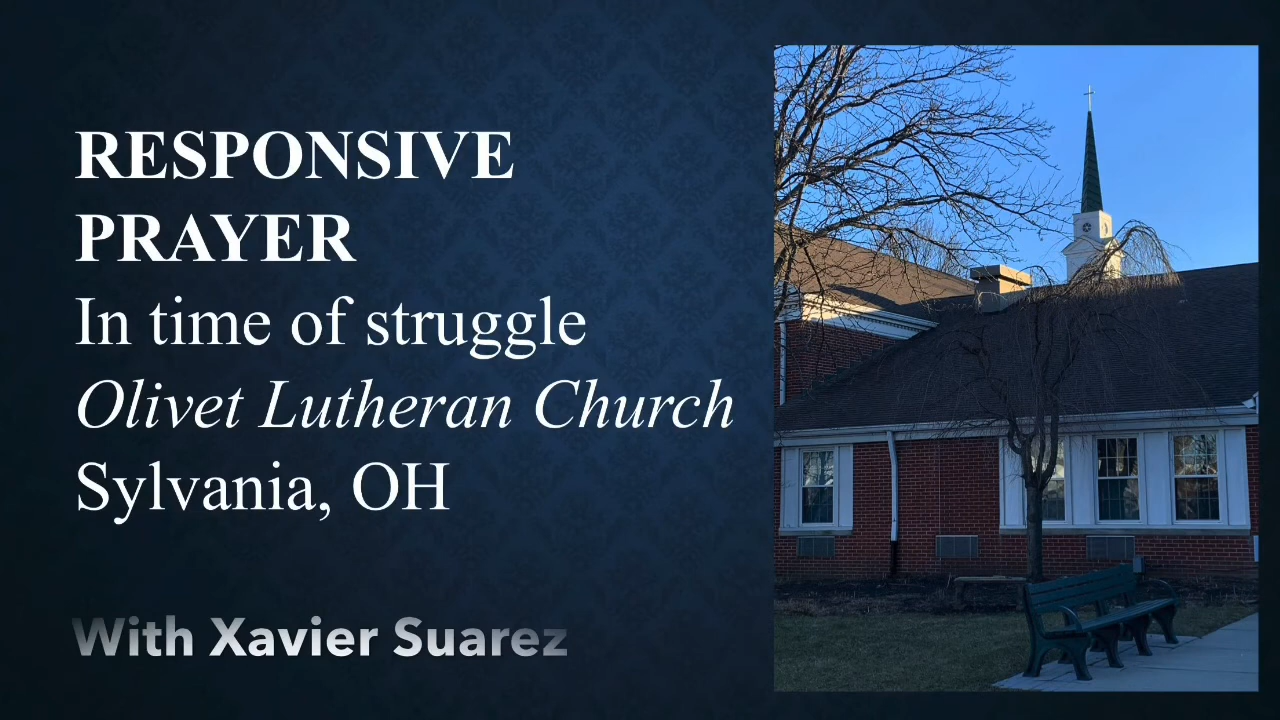 RESPONSIVE
PRAYER
In time of struggle
Olivet Lutheran Church
Sylvania, OH
With Xavier Suarez